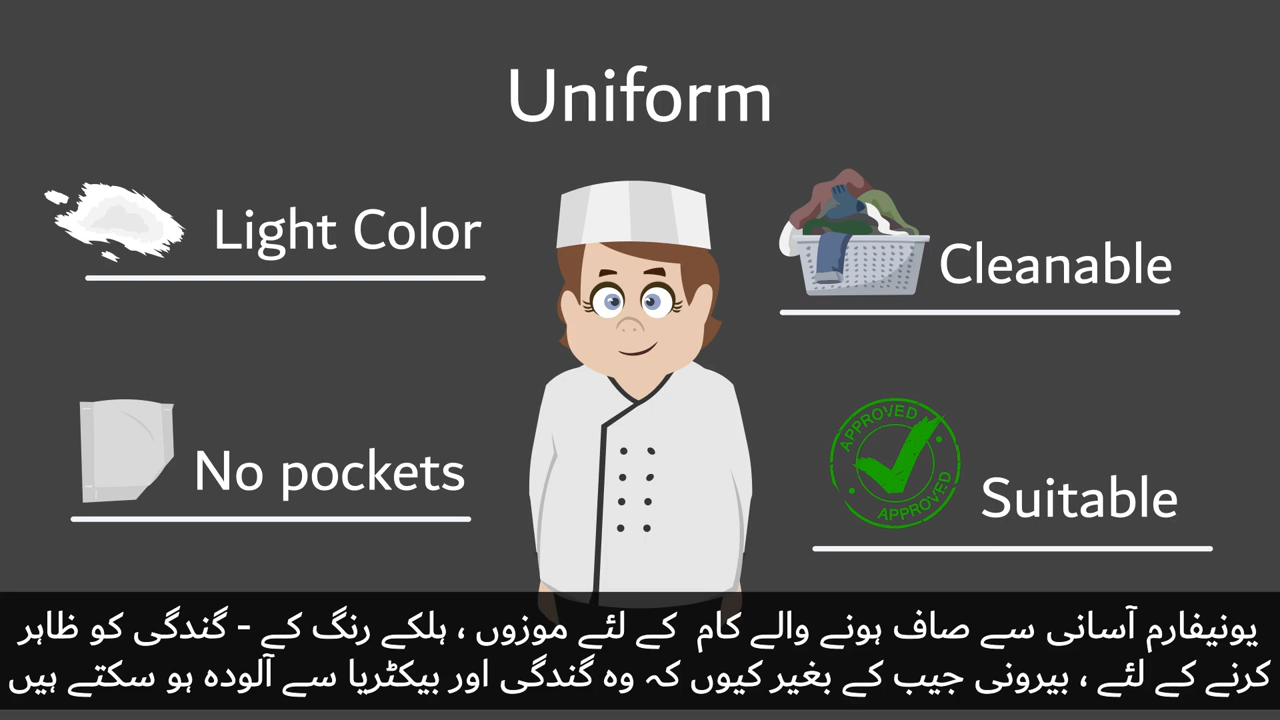 Uniform
Light Color
Cleanable
No pockets
APPROVED
APPROVED
Suitable
یونیفارم آسانی سے صاف ہونے والے کام کے لئے موزوں ، ہلکے رنگ کے - گندگی کو ظاہر
کرنے کے لئے ، بیرونی جیب کے بغیر کیوں کہ وہ گندگی اور بیکٹریا سے آلودہ ہو سکتے ہیں